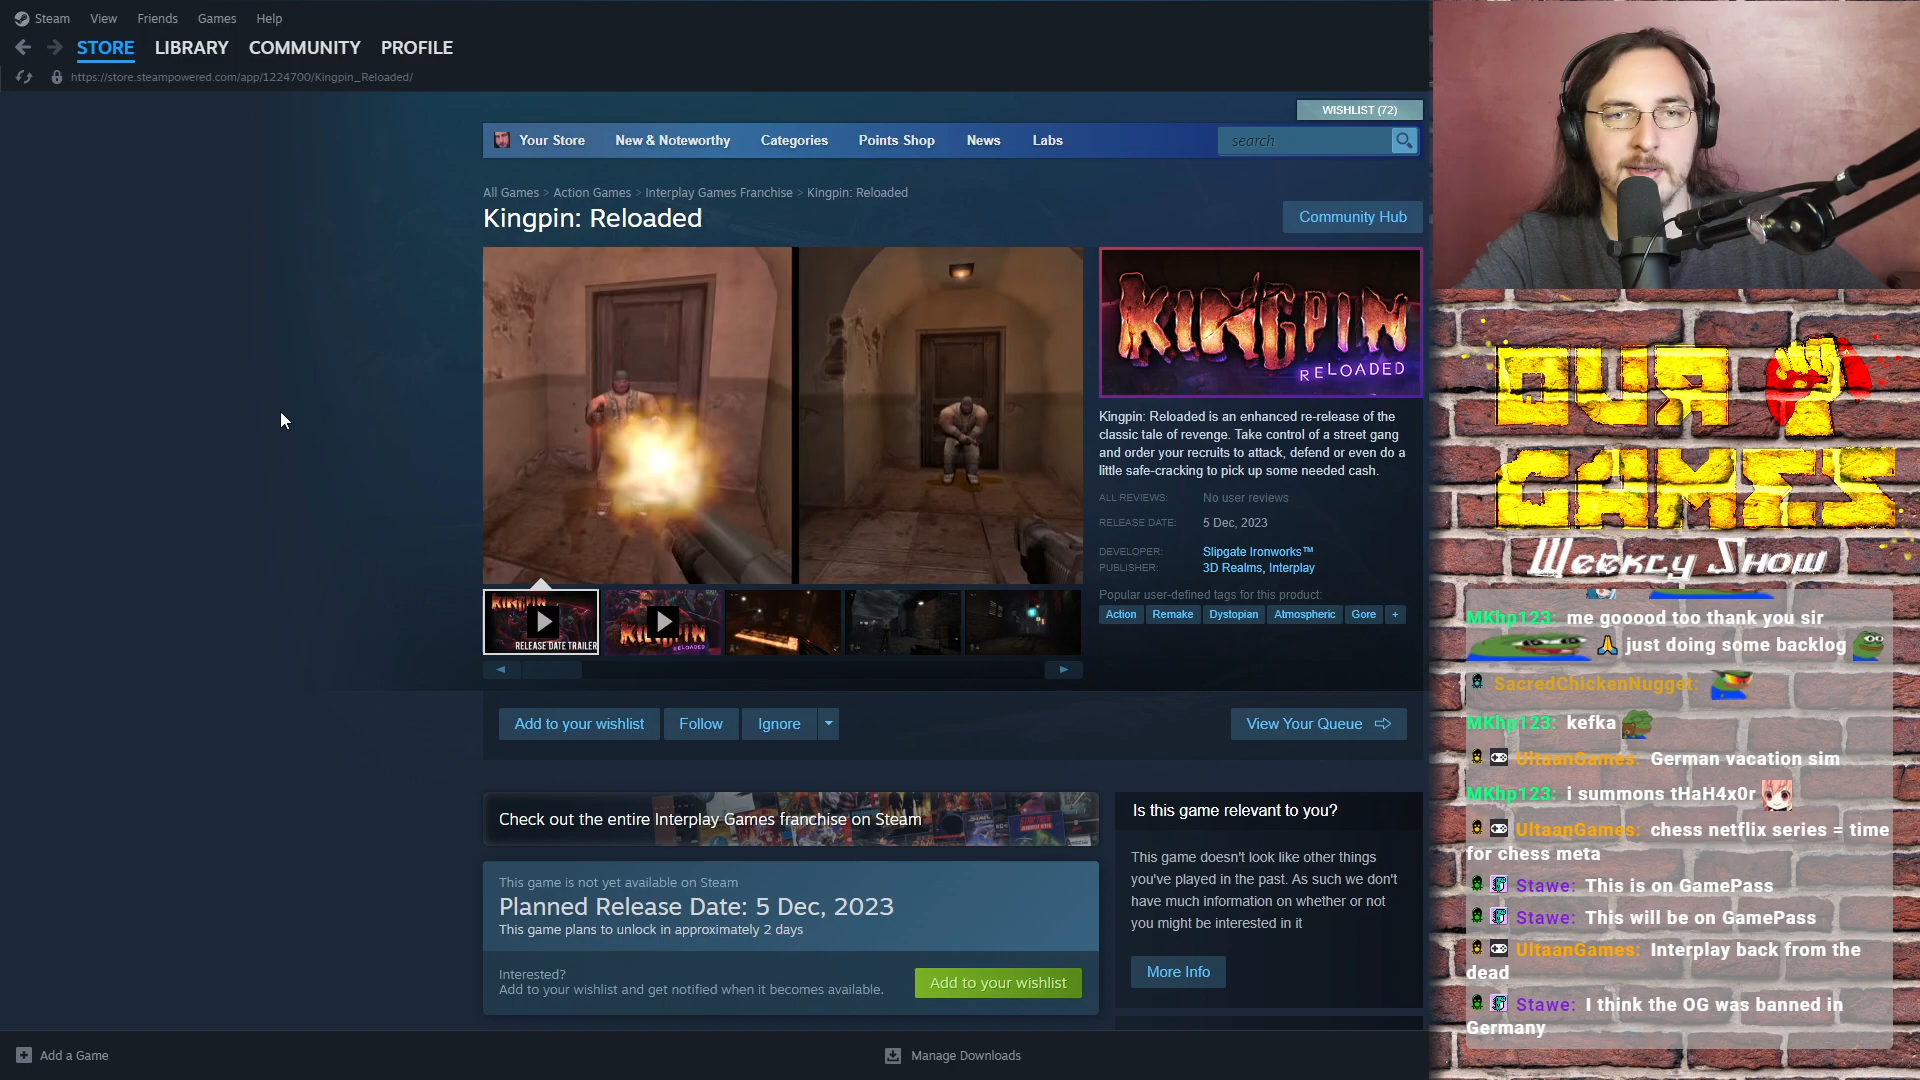 Steam View Friends Games Help
STORE LIBRARY COMMUNITY PROFILE
https://store.steampowered.com/app/1224700/Kingpin_Reloaded/
WISHLIST (72)
Your Store New & Noteworthy Categories Points Shop News Labs search
All Games > Action Games > Interplay Games Franchise > Kingpin: Reloaded
Kingpin: Reloaded
Community Hub
KINGPIN
RELOADED
Kingpin: Reloaded is an enhanced re-release of the
classic tale of revenge. Take control of a street gang
and order your recruits to attack, defend or even do a
little safe-cracking to pick up some needed cash.
ALL REVIEWS: No user reviews
RELEASE DATE: 5 Dec, 2023
DEVELOPER: Slipgate Ironworks™
PUBLISHER: 3D Realms, Interplay
Popular user-defined tags for this product:
Action Remake Dystopian Atmospheric Gore +
KINGPIN
RELEASE DATE TRAILER
KINGPIN
RELOADED
Add to your wishlist Follow Ignore
View Your Queue
Check out the entire Interplay Games franchise on Steam
This game is not yet available on Steam
Planned Release Date: 5 Dec, 2023
This game plans to unlock in approximately 2 days
Interested?
Add to your wishlist and get notified when it becomes available.
Add to your wishlist
Is this game relevant to you?
This game doesn't look like other things
you've played in the past. As such we don't
have much information on whether or not
you might be interested in it
More Info
Add a Game
Manage Downloads
OUR
GAMES
Weekly Show
MKhp123: me gooood too thank you sir
just doing some backlog
SacredChickenNugget:
MKhp123: kefka
UltaanGames: German vacation sim
MKhp123: i summons tHaH4x0r
UltaanGames: chess netflix series = time
for chess meta
Stawe: This is on GamePass
Stawe: This will be on GamePass
UltaanGames: Interplay back from the
dead
Stawe: I think the OG was banned in
Germany